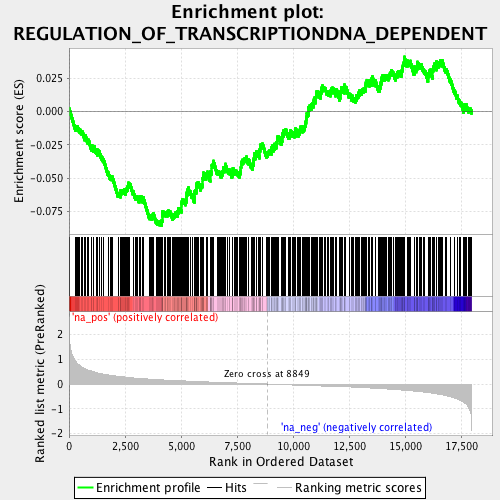 Enrichment plot:
REGULATION_OF_TRANSCRIPTIONDNA_DEPENDENT
Enrichment score (ES)
0.025
0.000
-0.025
-0.050
-0.075
'na_pos' (positively correlated)
Ranked list metric (PreRanked)
2
1
0
-1
-2
Zero cross at 8849
'na_neg' (negatively correlated)
0
2,500
5,000
7,500
10,000
12,500
15,000
17,500
Rank in Ordered Dataset
Enrichment profile
Hits
Ranking metric scores